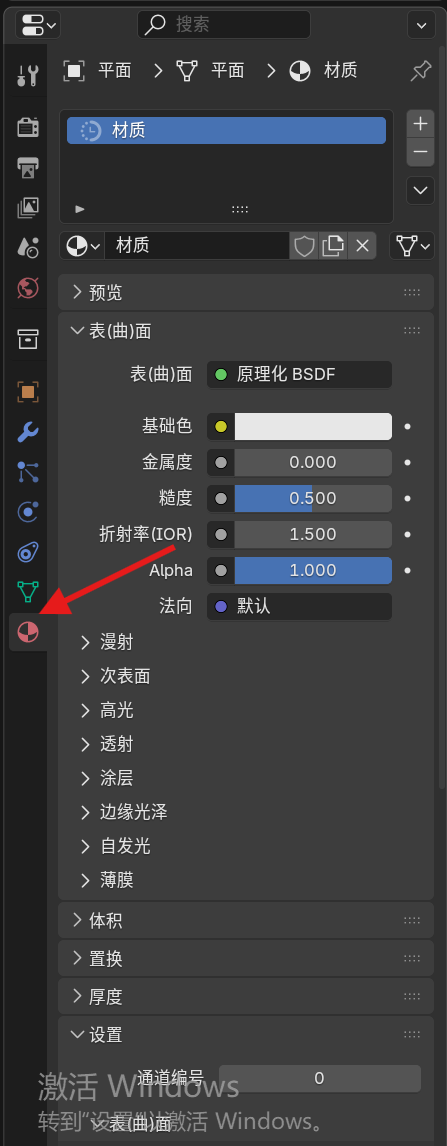 搜索
平面 平面 材质
材质
材质
预览
表(曲)面
表(曲)面 原理化 BSDF
基础色
金属度 0.000
糙度 0.500
折射率(IOR) 1.500
Alpha 1.000
法向 默认
漫射
次表面
高光
透射
涂层
边缘光泽
自发光
薄膜
体积
置换
厚度
设置
通道编号 0
激活 Windows
转到"设置"以激活 Windows。
表(曲)面